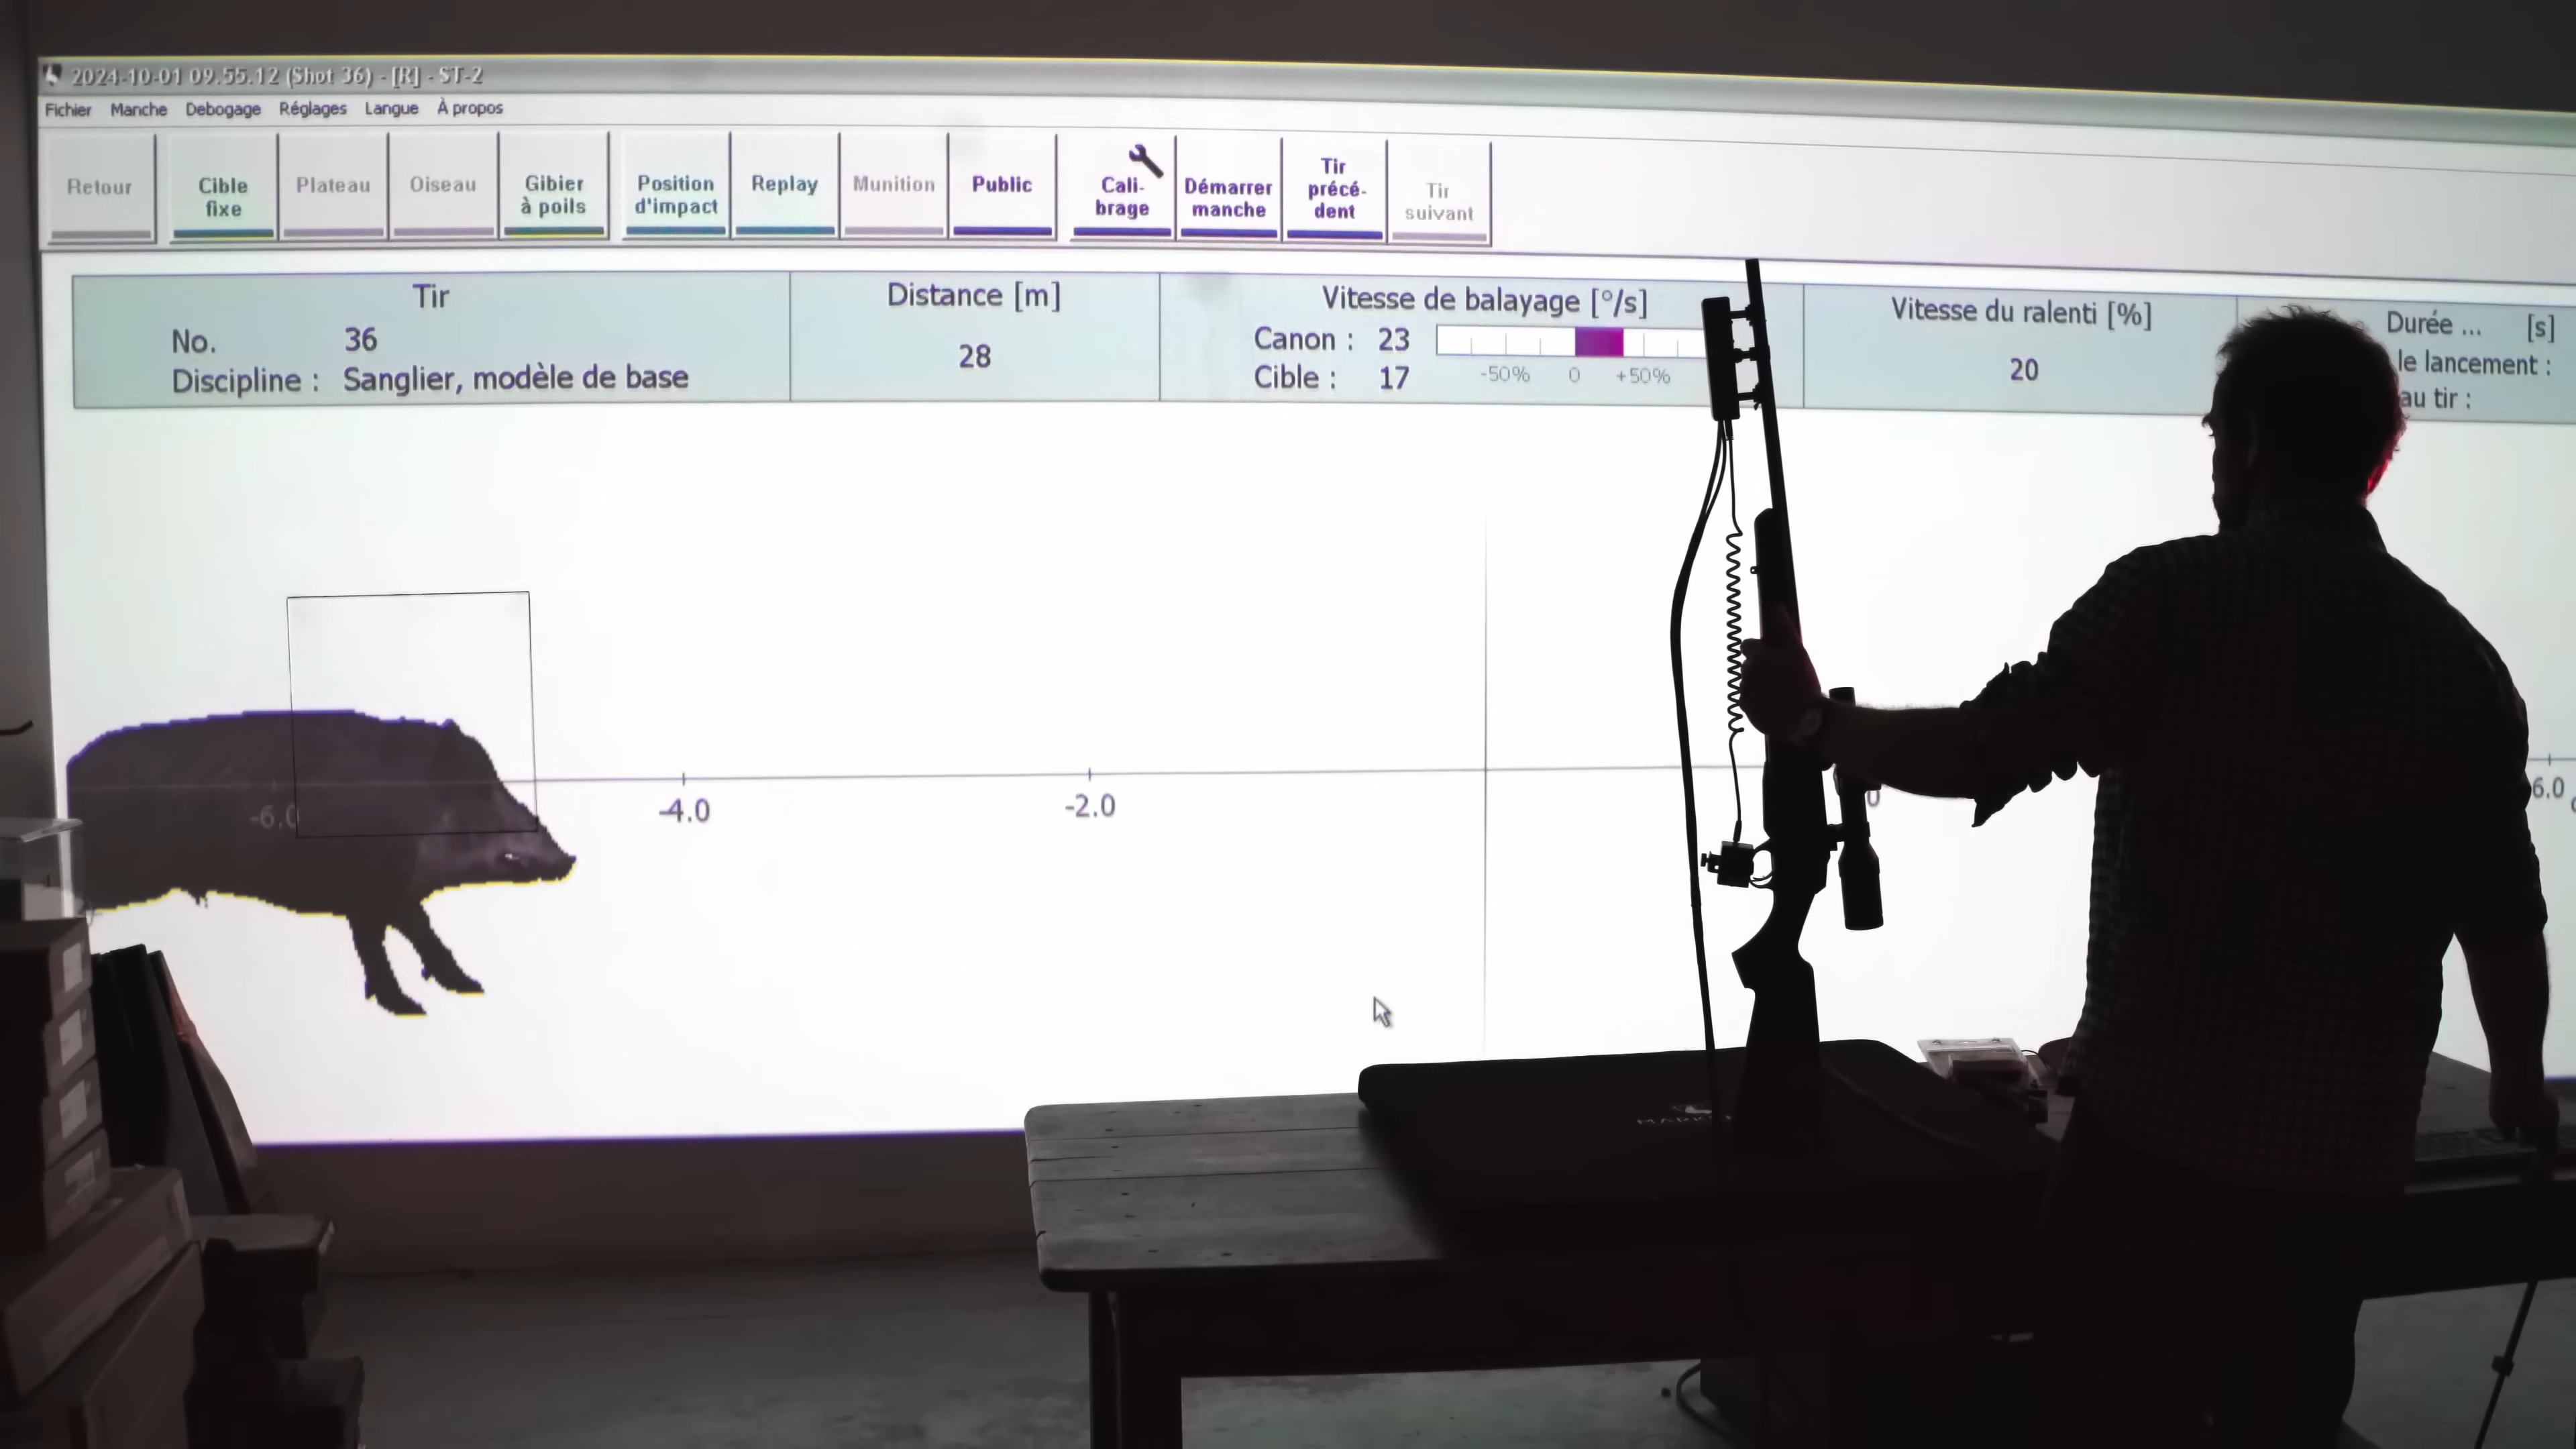 2024-10-01 09.55.12 (Shot 36) - [R] - ST-2
Fichier Manche Debogage Réglages Langue À propos
Retour
Cible
fixe
Plateau
Oiseau
Gibier
à poils
Position
d'impact
Replay
Munition
Public
Cali-
brage
Démarrer
manche
Tir
précé-
dent
Tir
suivant
Tir
No. 36
Discipline : Sanglier, modèle de base
Distance [m]
28
Vitesse de balayage [°/s]
Canon : 23
Cible : 17
-50% 0 +50%
Vitesse du ralenti [%]
20
Durée ... [s]
le lancement :
au tir :
-6.0 -4.0 -2.0 0 6.0